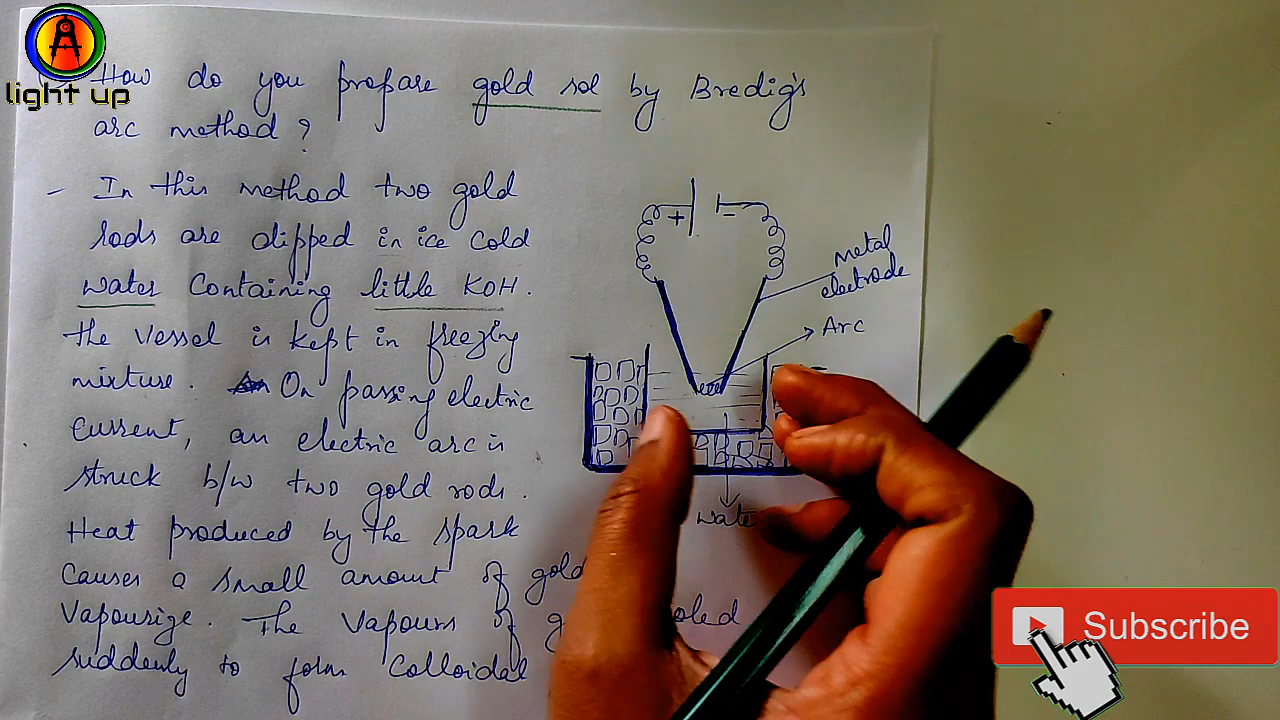 light up
How do you prepare gold sol by Bredig's
arc method?
- In this method two gold
rods are dipped in ice cold
water containing little KOH.
the vessel is kept in freezing
mixture. On passing electric
current, an electric arc is
struck b/w two gold rods.
Heat produced by the spark
causes a small amount of gold
vapourize. The vapours of
suddenly to form colloidal
+ -
metal
electrode
Arc
Subscribe